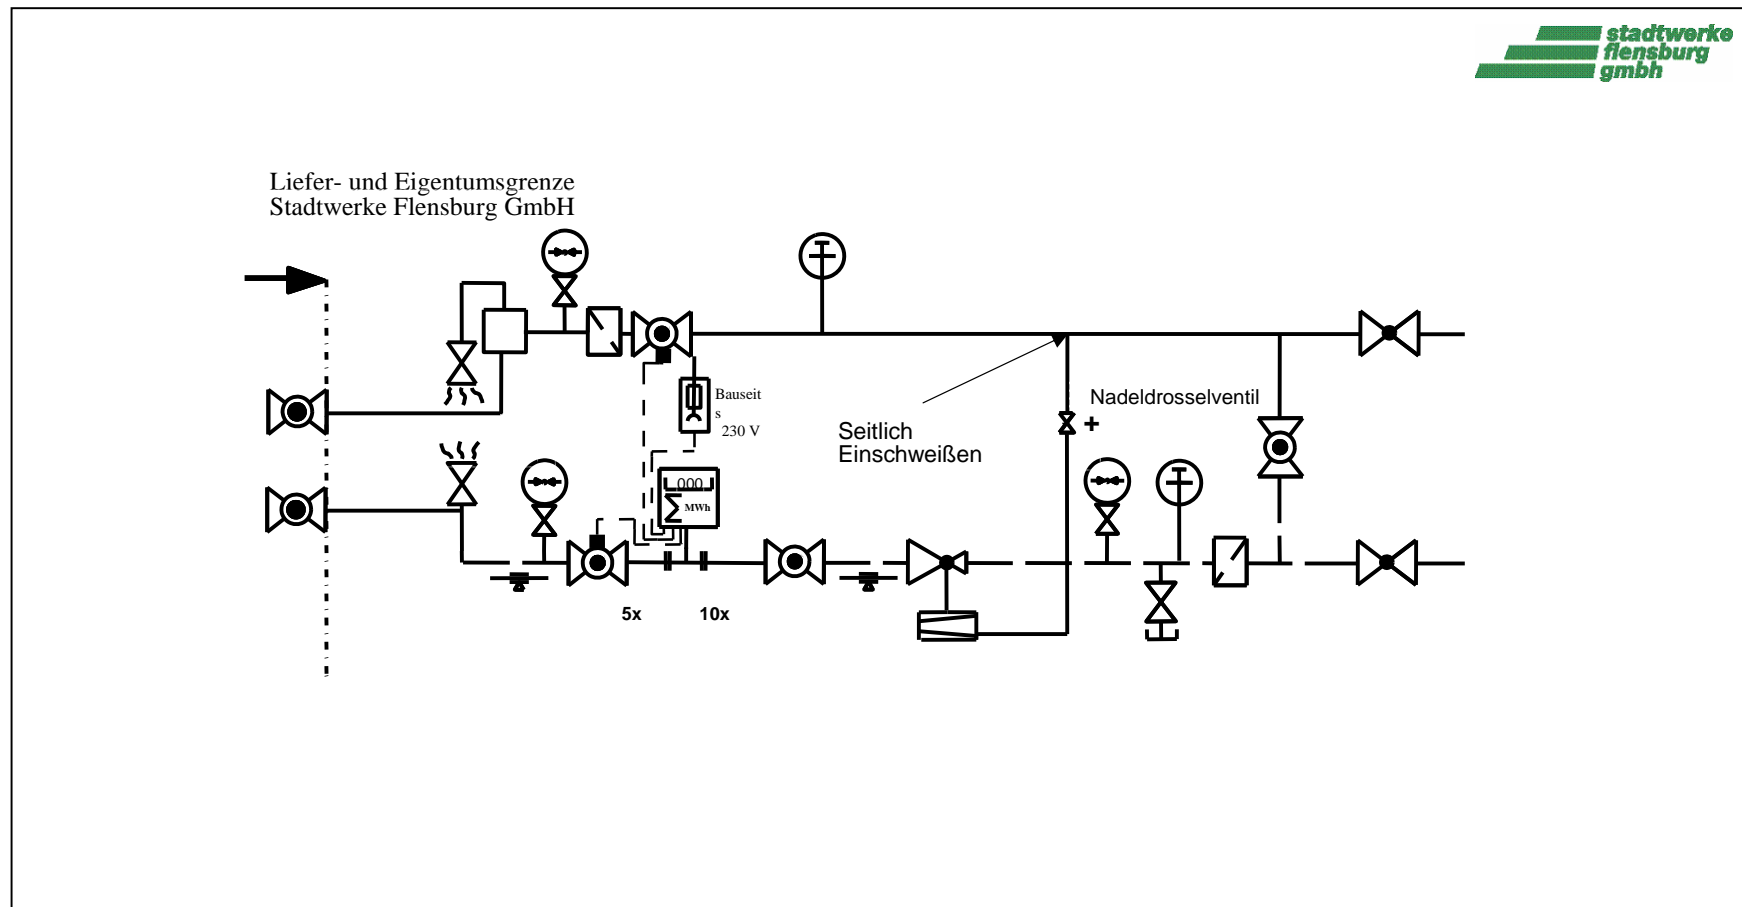 stadtwerke
flensburg
gmbh
Liefer- und Eigentumsgrenze
Stadtwerke Flensburg GmbH
Bauseit
s
230 V
Nadeldrosselventil
+
Seitlich
Einschweißen
000
MWh
5x
10x